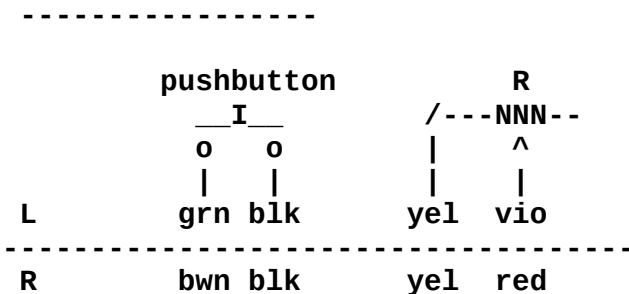 -----------------
pushbutton R
__I__ /---NNN--
o o | ^
| | | |
L grn blk yel vio
------------------------------------
R bwn blk yel red